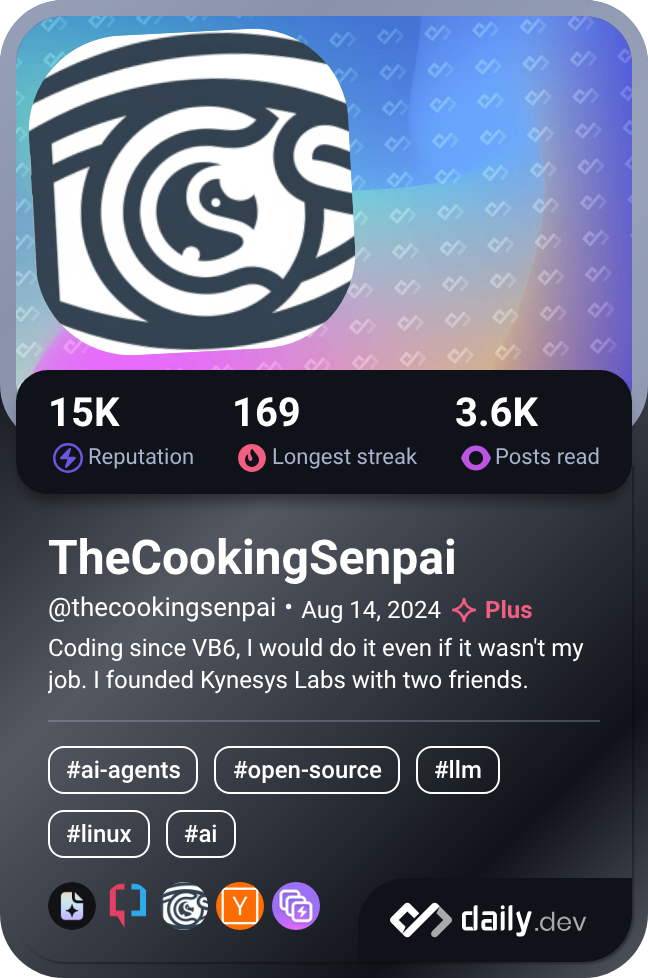 15K 169 3.6K
Reputation Longest streak Posts read
TheCookingSenpai
@thecookingsenpai • Aug 14, 2024 Plus
Coding since VB6, I would do it even if it wasn't my
job. I founded Kynesys Labs with two friends.
#ai-agents #open-source #llm
#linux #ai
Y
daily.dev